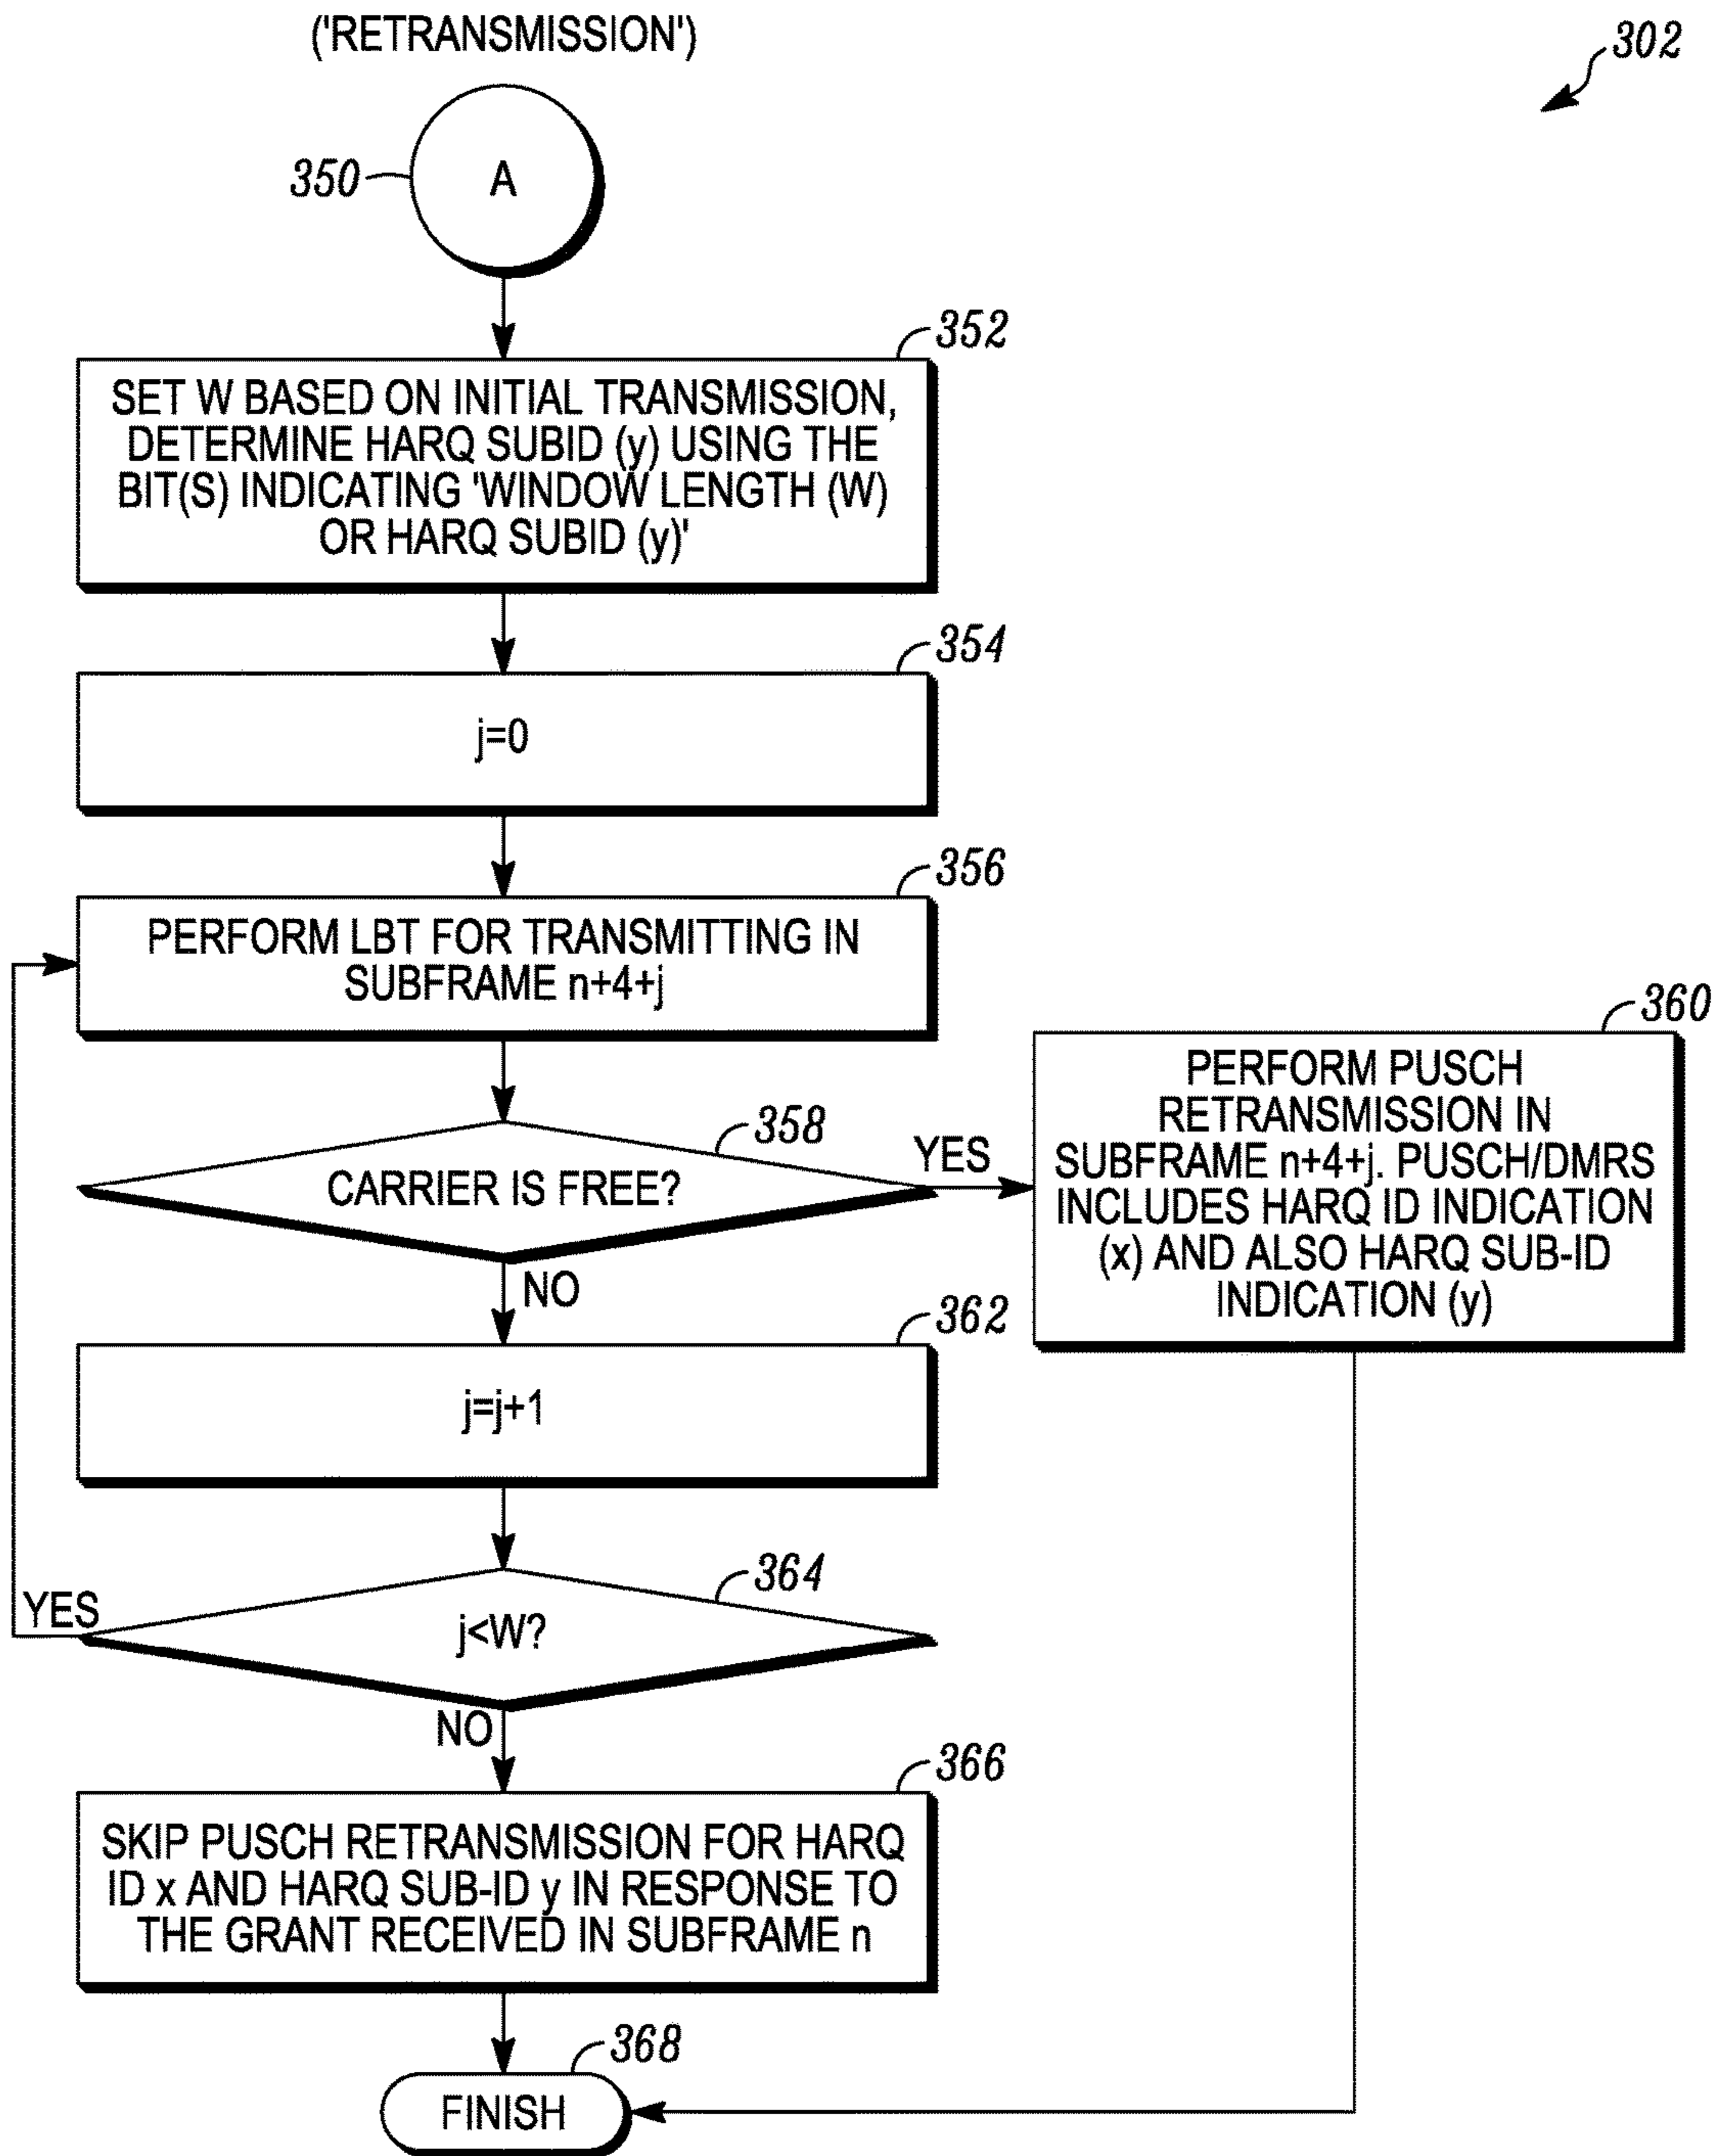 ('RETRANSMISSION')
302
350
A
352
SET W BASED ON INITIAL TRANSMISSION,
DETERMINE HARQ SUBID (y) USING THE
BIT(S) INDICATING 'WINDOW LENGTH (W)
OR HARQ SUBID (y)'
354
j=0
356
PERFORM LBT FOR TRANSMITTING IN
SUBFRAME n+4+j
358
CARRIER IS FREE?
YES
360
PERFORM PUSCH
RETRANSMISSION IN
SUBFRAME n+4+j. PUSCH/DMRS
INCLUDES HARQ ID INDICATION
(x) AND ALSO HARQ SUB-ID
INDICATION (y)
NO
362
j=j+1
364
j<W?
YES
NO
366
SKIP PUSCH RETRANSMISSION FOR HARQ
ID x AND HARQ SUB-ID y IN RESPONSE TO
THE GRANT RECEIVED IN SUBFRAME n
368
FINISH